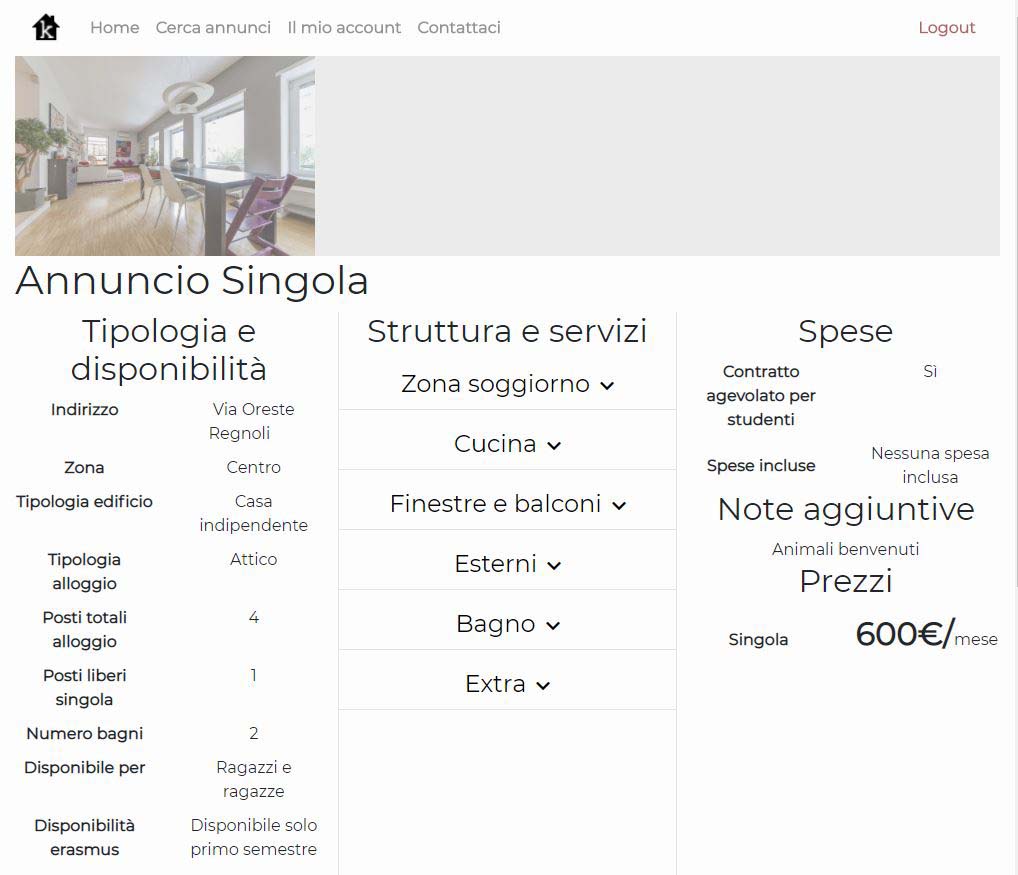 k
Home Cerca annunci Il mio account Contattaci Logout
Annuncio Singola
Tipologia e
disponibilità
Indirizzo Via Oreste
Regnoli
Zona Centro
Tipologia edificio Casa
indipendente
Tipologia Attico
alloggio
Posti totali 4
alloggio
Posti liberi 1
singola
Numero bagni 2
Disponibile per Ragazzi e
ragazze
Disponibilità Disponibile solo
erasmus primo semestre
Struttura e servizi
Zona soggiorno
Cucina
Finestre e balconi
Esterni
Bagno
Extra
Spese
Contratto Sì
agevolato per
studenti
Spese incluse Nessuna spesa
inclusa
Note aggiuntive
Animali benvenuti
Prezzi
Singola 600€/mese